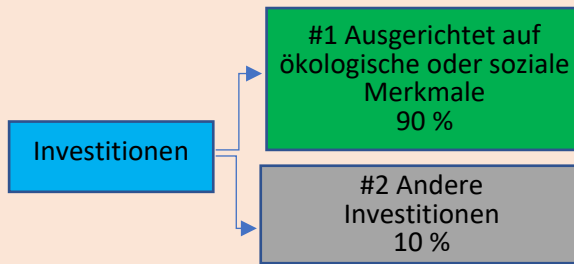 #1 Ausgerichtet auf
ökologische oder soziale
Merkmale
90 %
Investitionen
#2 Andere
Investitionen
10 %